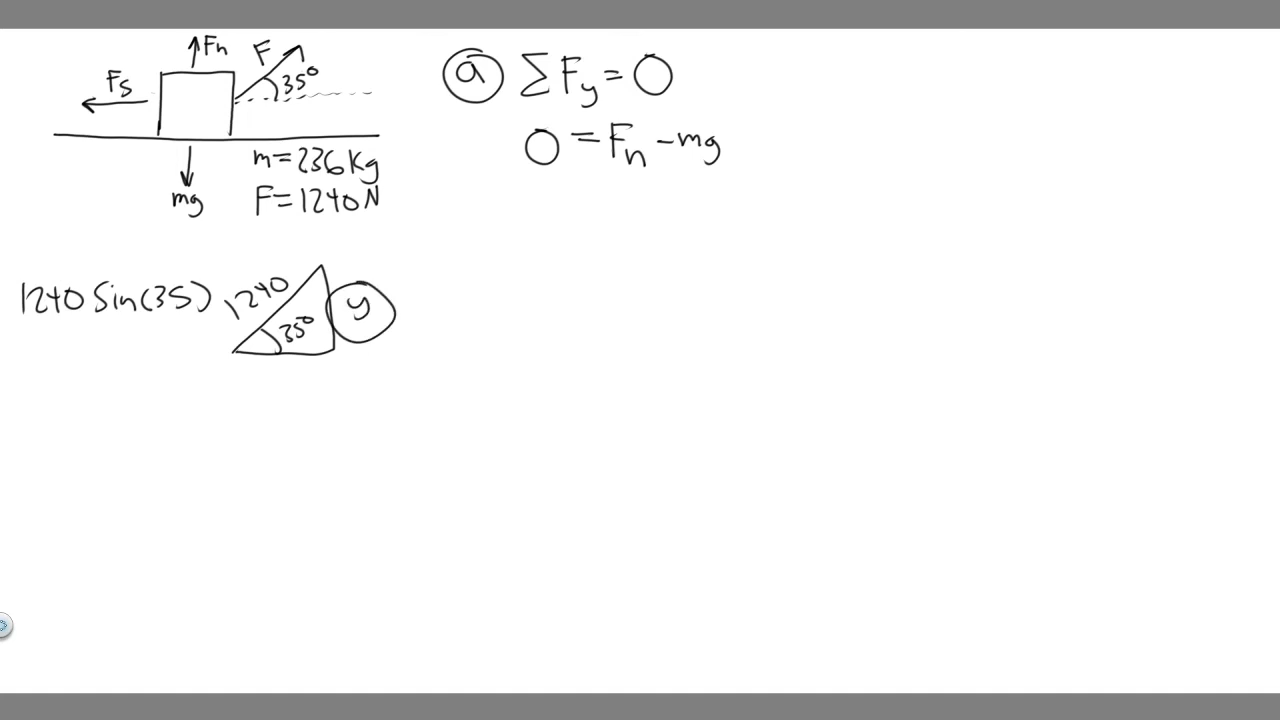 Fn
F
Fs
35°
mg
m=236Kg
F=1240N
1240 Sin(35)
1240
35°
y
a ΣFy=0
0=Fn-mg